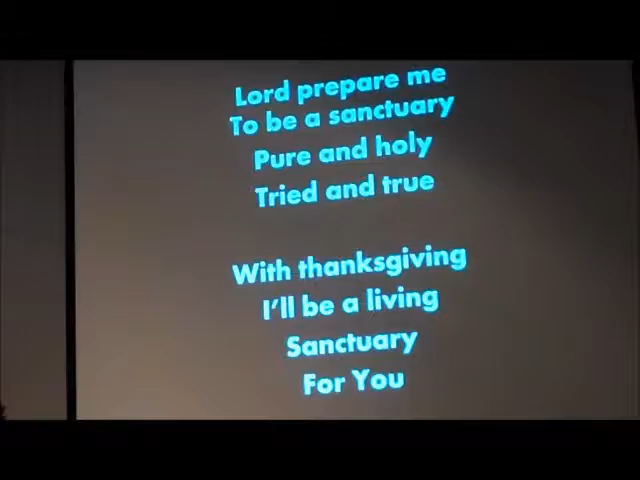 Lord prepare me
To be a sanctuary
Pure and holy
Tried and true
With thanksgiving
I'll be a living
Sanctuary
For You